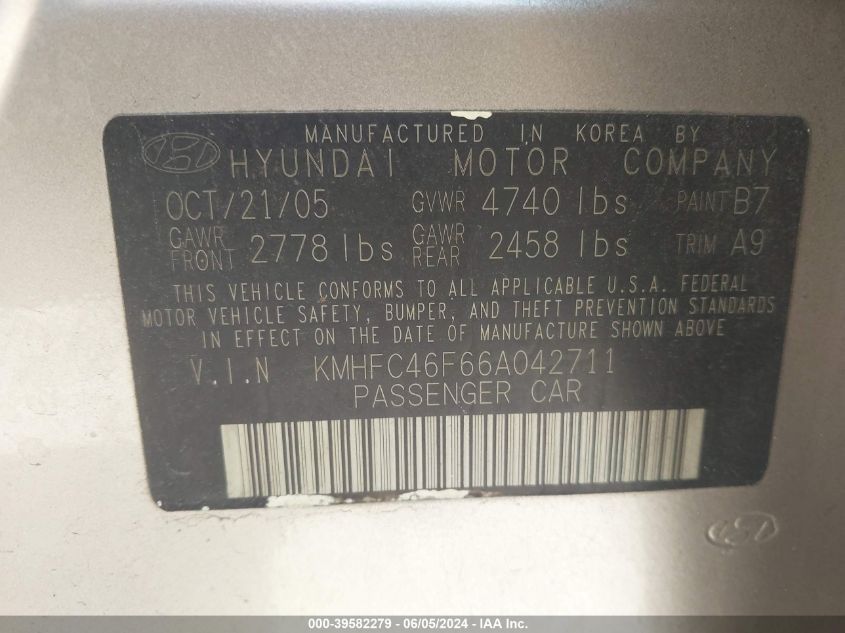 MANUFACTURED IN KOREA BY
HYUNDAI MOTOR COMPANY
OCT/21/05 GVWR 4740 lbs PAINT B7
GAWR FRONT 2778 lbs GAWR REAR 2458 lbs TRIM A9
THIS VEHICLE CONFORMS TO ALL APPLICABLE U.S.A. FEDERAL
MOTOR VEHICLE SAFETY, BUMPER, AND THEFT PREVENTION STANDARDS
IN EFFECT ON THE DATE OF MANUFACTURE SHOWN ABOVE
V.I.N KMHFC46F66A042711
PASSENGER CAR
000-39582279 - 06/05/2024 - IAAI Inc.